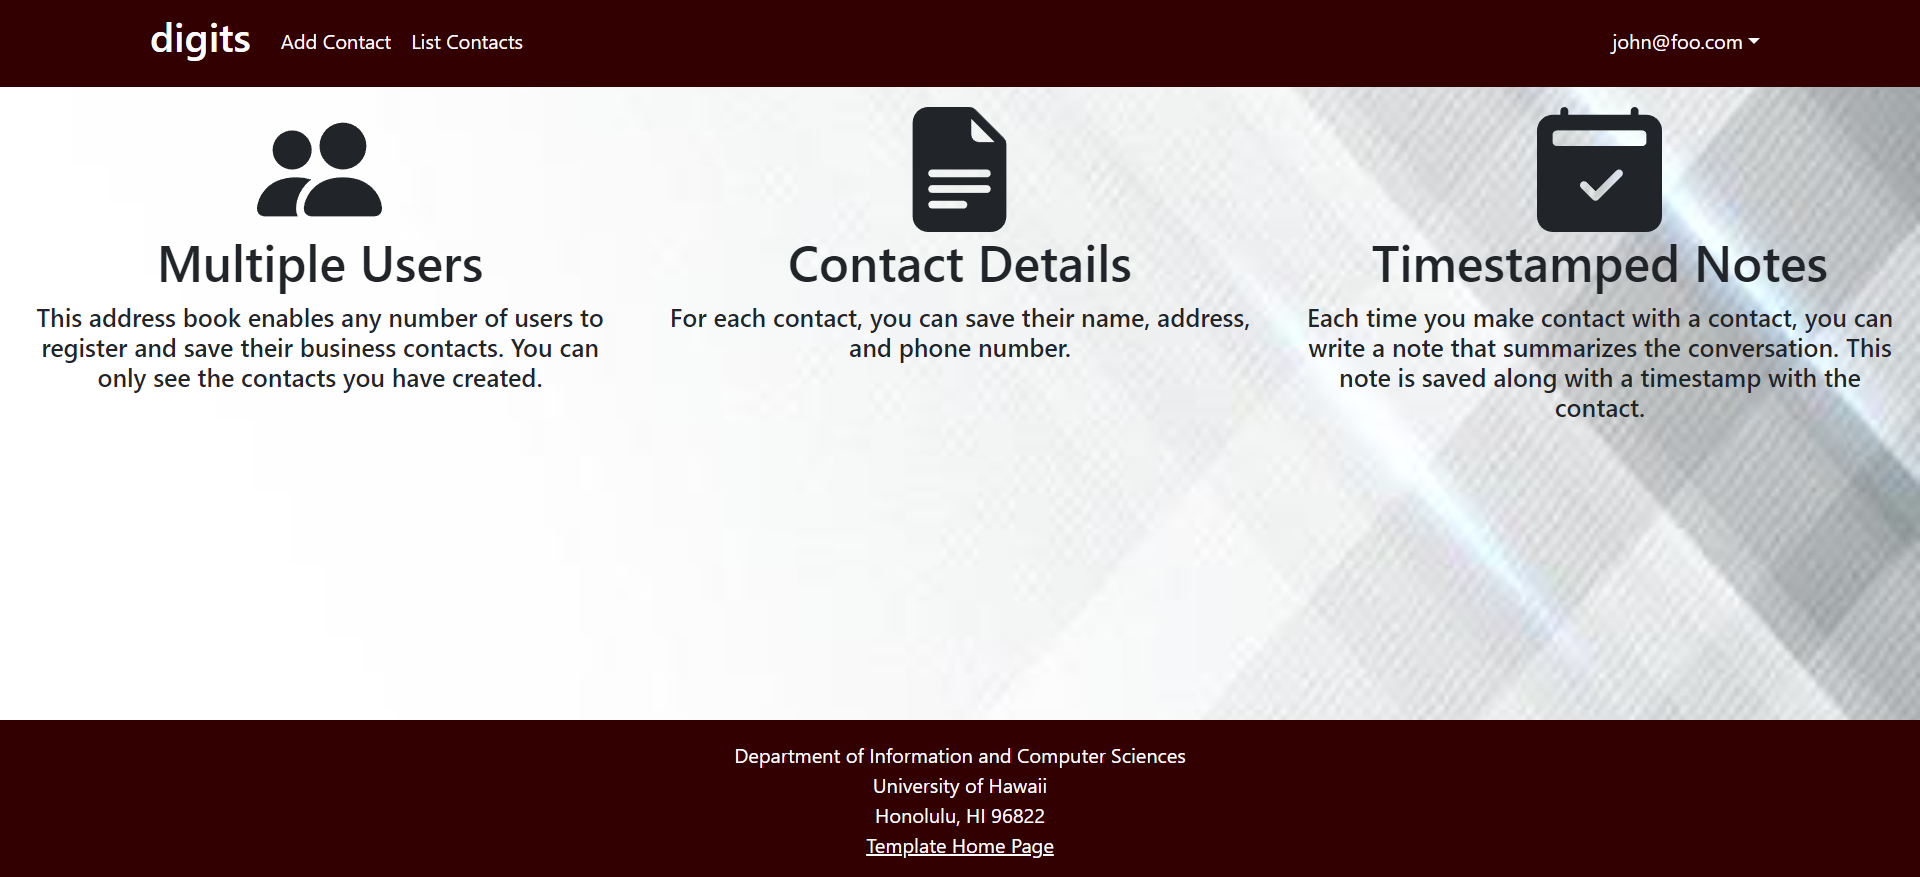 digits Add Contact List Contacts john@foo.com
Multiple Users
This address book enables any number of users to
register and save their business contacts. You can
only see the contacts you have created.
Contact Details
For each contact, you can save their name, address,
and phone number.
Timestamped Notes
Each time you make contact with a contact, you can
write a note that summarizes the conversation. This
note is saved along with a timestamp with the
contact.
Department of Information and Computer Sciences
University of Hawaii
Honolulu, HI 96822
Template Home Page